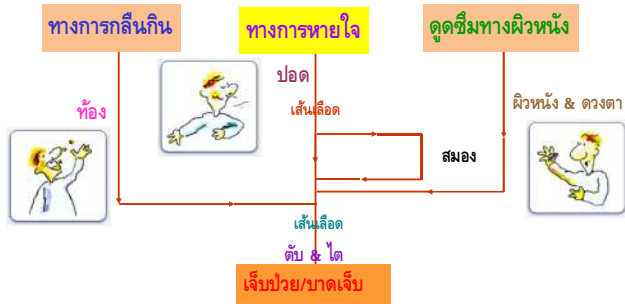 ทางการกลืนกิน
ทางการหายใจ
ดูดซึมทางผิวหนัง
ปอด
ท้อง
เส้นเลือด
ผิวหนัง & ดวงตา
สมอง
เส้นเลือด
ตับ & ไต
เจ็บป่วย/บาดเจ็บ